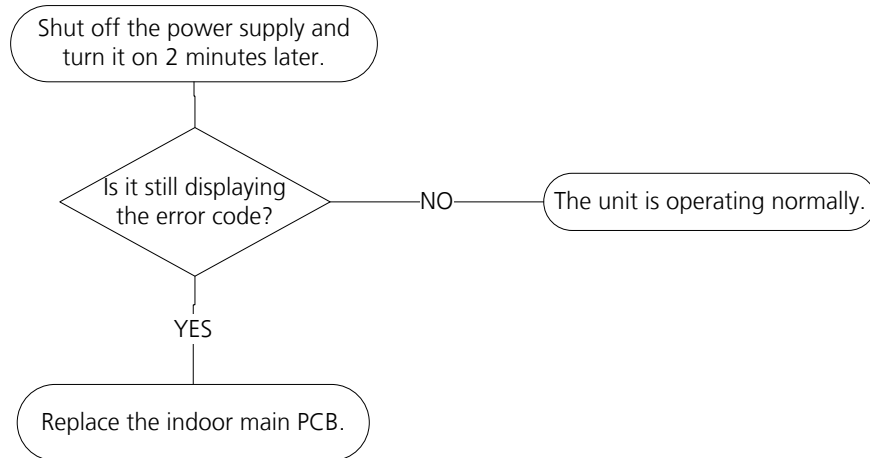 Shut off the power supply and
turn it on 2 minutes later.
Is it still displaying
the error code?
NO
The unit is operating normally.
YES
Replace the indoor main PCB.